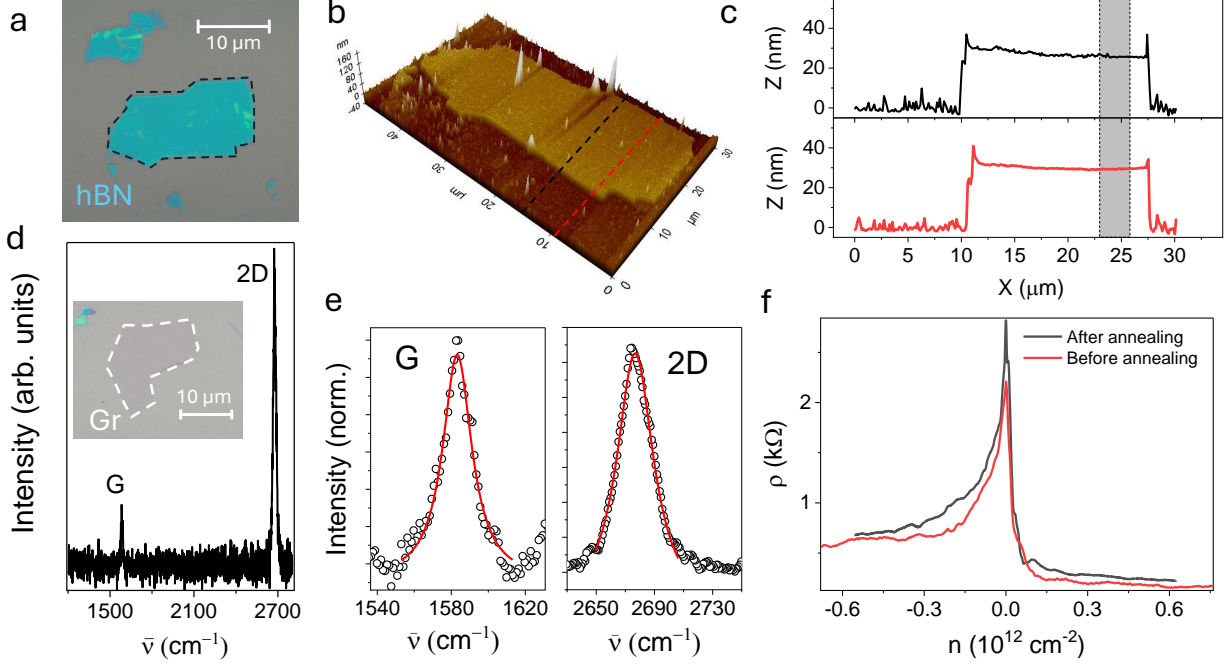 a
10 µm
hBN
b
nm
160
120
80
40
0
-40
40
30
20
10
0
µm
0
10
20
30
µm
c
Z (nm)
40
20
0
Z (nm)
40
20
0
0 5 10 15 20 25 30
X (µm)
d
Intensity (arb. units)
2D
G
Gr
10 µm
1500 2100 2700
ν̄ (cm⁻¹)
e
Intensity (norm.)
G
1540 1580 1620
ν̄ (cm⁻¹)
2D
2650 2690 2740
ν̄ (cm⁻¹)
f
After annealing
Before annealing
ρ (kΩ)
2
1
-0.6 -0.3 0.0 0.3 0.6
n (10¹² cm⁻²)